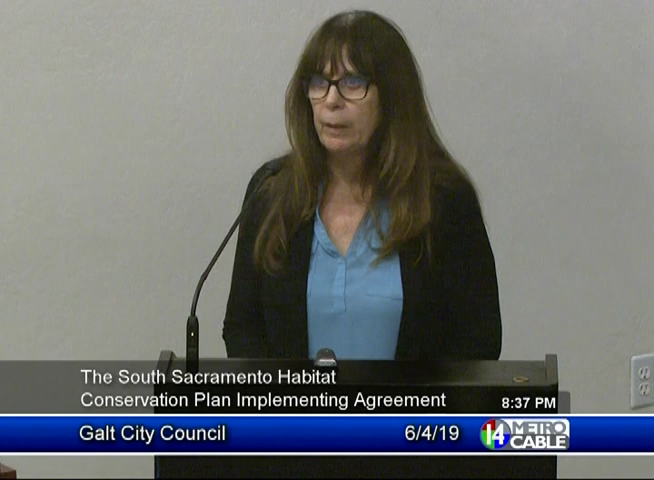 The South Sacramento Habitat
Conservation Plan Implementing Agreement
8:37 PM
Galt City Council
6/4/19
14 METRO
CABLE